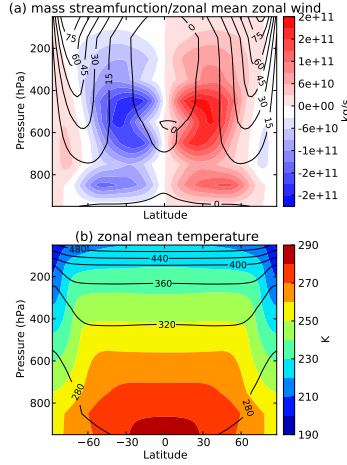 (a) mass streamfunction/zonal mean zonal wind
Pressure (hPa)
200
400
600
800
75
60
45
30
15
0
0
0
75
60
45
30
15
Latitude
2e+11
2e+11
1e+11
6e+10
0e+00
-6e+10
-1e+11
-2e+11
-2e+11
kg/s
(b) zonal mean temperature
Pressure (hPa)
200
400
600
800
480
440
400
360
320
280
280
−60 −30 0 30 60
Latitude
290
270
250
230
210
190
K